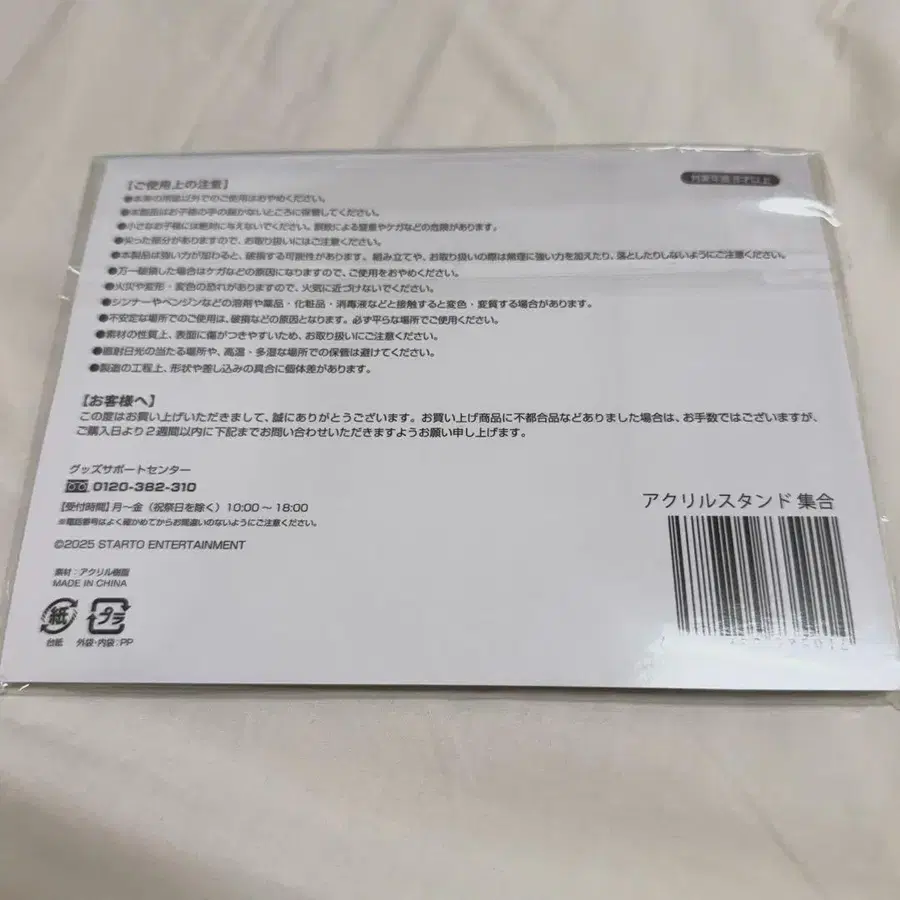 【ご使用上の注意】
対象年齢 8才以上
●本来の用途以外でのご使用はおやめください。
●本製品はお子様の手の届かないところに保管してください。
●小さなお子様には絶対に与えないでください。誤飲による窒息やケガなどの危険があります。
●尖った部分がありますので、お取り扱いにはご注意ください。
●本製品は強い力が加わると、破損する可能性があります。組み立てや、お取り扱いの際は無理に強い力を加えたり、落としたりしないようにご注意ください。
●万一破損した場合はケガなどの原因になりますので、ご使用をおやめください。
●火災や変形・変色の恐れがありますので、火気に近づけないでください。
●シンナーやベンジンなどの溶剤や薬品・化粧品・消毒液などと接触すると変色・変質する場合があります。
●不安定な場所でのご使用は、破損などの原因となります。必ず平らな場所でご使用ください。
●素材の性質上、表面に傷がつきやすいため、お取り扱いにご注意ください。
●直射日光の当たる場所や、高温・多湿な場所での保管は避けてください。
●製造の工程上、形状や差し込みの具合に個体差があります。
【お客様へ】
この度はお買い上げいただきまして、誠にありがとうございます。お買い上げ商品に不都合品などありました場合は、お手数ではございますが、
ご購入日より2週間以内に下記までお問い合わせいただきますようお願い申し上げます。
グッズサポートセンター
0120-382-310
【受付時間】月〜金（祝祭日を除く）10:00〜18:00
※電話番号はよく確かめてからお間違いのないようにご注意ください。
©2025 STARTO ENTERTAINMENT
アクリルスタンド 集合
素材：アクリル樹脂
MADE IN CHINA
紙 プラ
台紙 外袋・内袋：PP